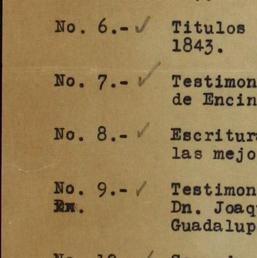 No. 6.- ✓ Titulos
1843.
No. 7.- ✓ Testimon
de Encin
No. 8.- ✓ Escritura
las mejo
No. 9.- ✓ Testimon
Dn. Joaq
Guadalup